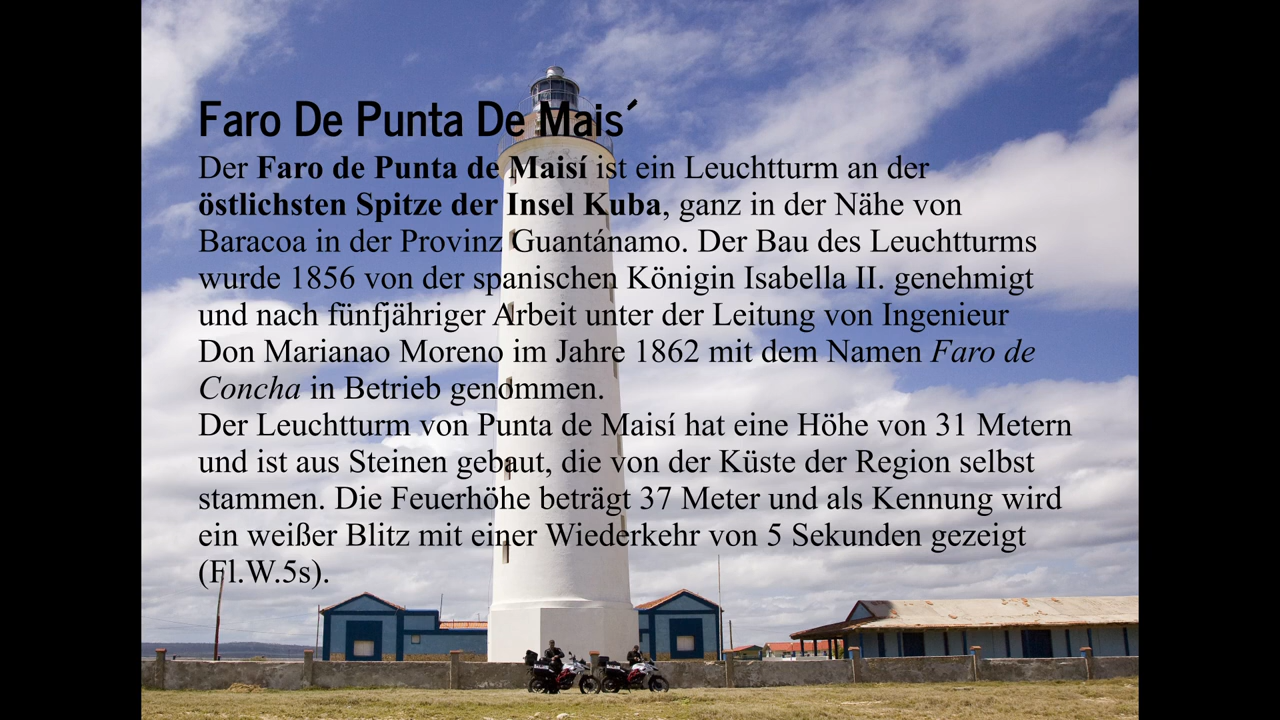 Faro De Punta De Mais´
Der Faro de Punta de Maisí ist ein Leuchtturm an der
östlichsten Spitze der Insel Kuba, ganz in der Nähe von
Baracoa in der Provinz Guantánamo. Der Bau des Leuchtturms
wurde 1856 von der spanischen Königin Isabella II. genehmigt
und nach fünfjähriger Arbeit unter der Leitung von Ingenieur
Don Marianao Moreno im Jahre 1862 mit dem Namen Faro de
Concha in Betrieb genommen.
Der Leuchtturm von Punta de Maisí hat eine Höhe von 31 Metern
und ist aus Steinen gebaut, die von der Küste der Region selbst
stammen. Die Feuerhöhe beträgt 37 Meter und als Kennung wird
ein weißer Blitz mit einer Wiederkehr von 5 Sekunden gezeigt
(Fl.W.5s).